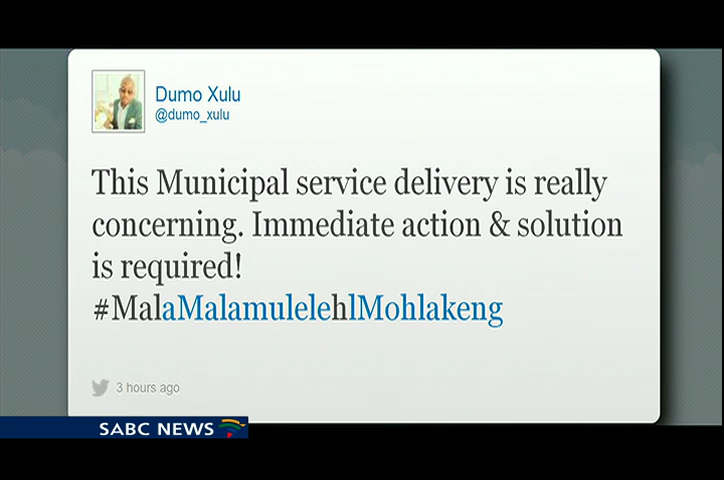 Dumo Xulu
@dumo_xulu
This Municipal service delivery is really
concerning. Immediate action & solution
is required!
#MalaMalamulelehlMohlakeng
3 hours ago
SABC NEWS